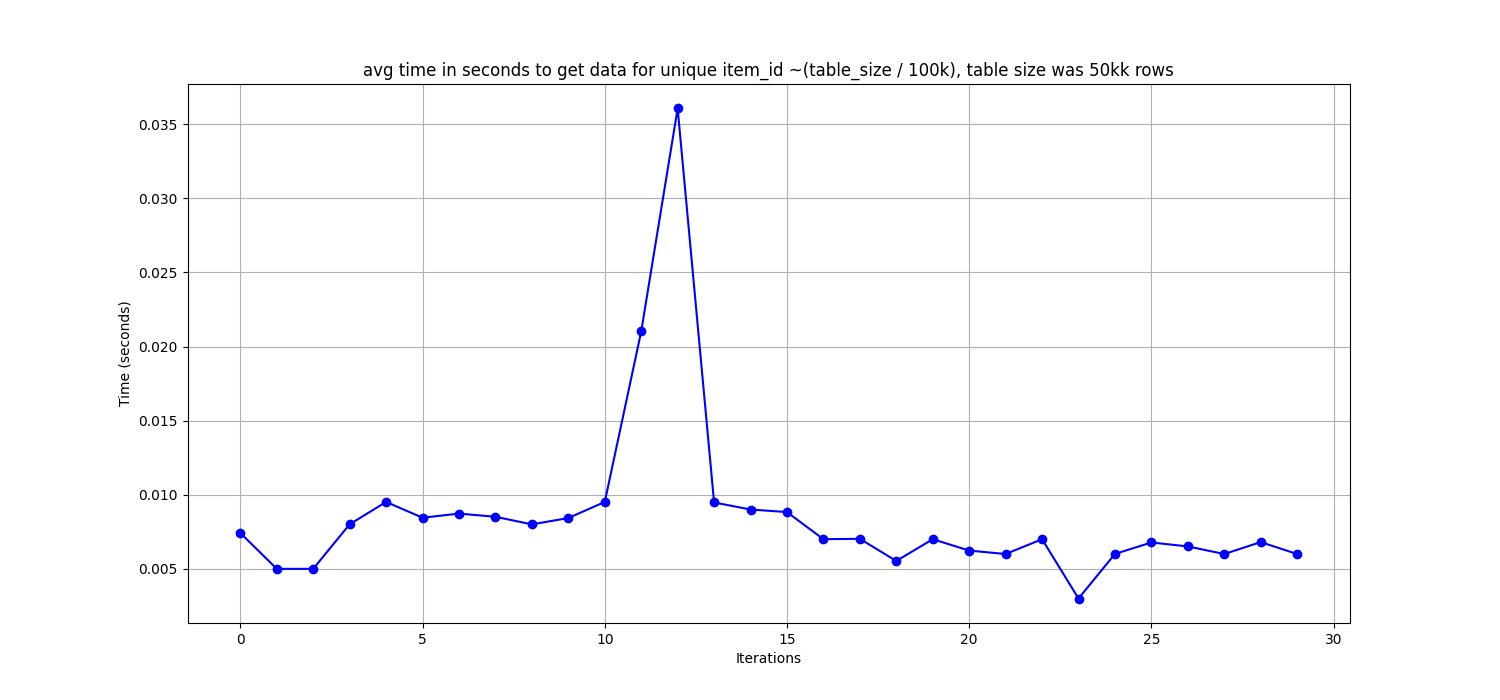 avg time in seconds to get data for unique item_id ~(table_size / 100k), table size was 50kk rows
0.035
0.030
0.025
0.020
0.015
0.010
0.005
Time (seconds)
0 5 10 15 20 25 30
Iterations